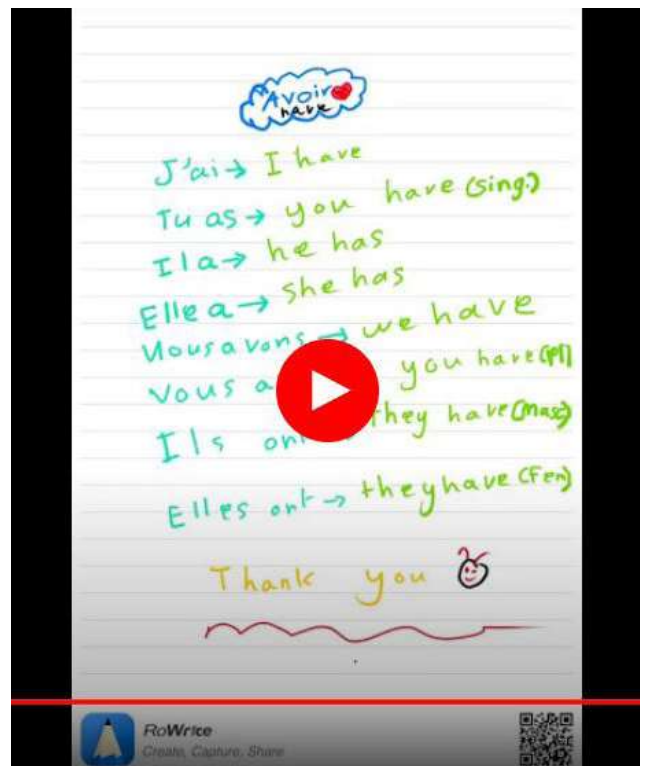 Avoir
have
J'ai → I have
Tu as → you have (sing.)
Il a → he has
Elle a → she has
Nous avons → we have
Vous a you have (pl)
Ils ont they have (masc)
Elles ont → they have (Fem)
Thank you
RoWrite
Create, Capture, Share